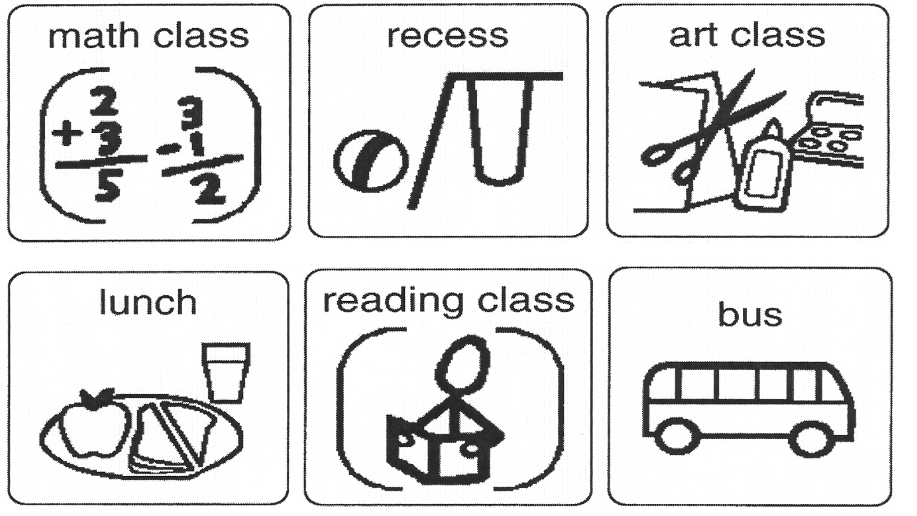 math class
recess
art class
2
+ 3
5
3
- 1
2
lunch
reading class
bus